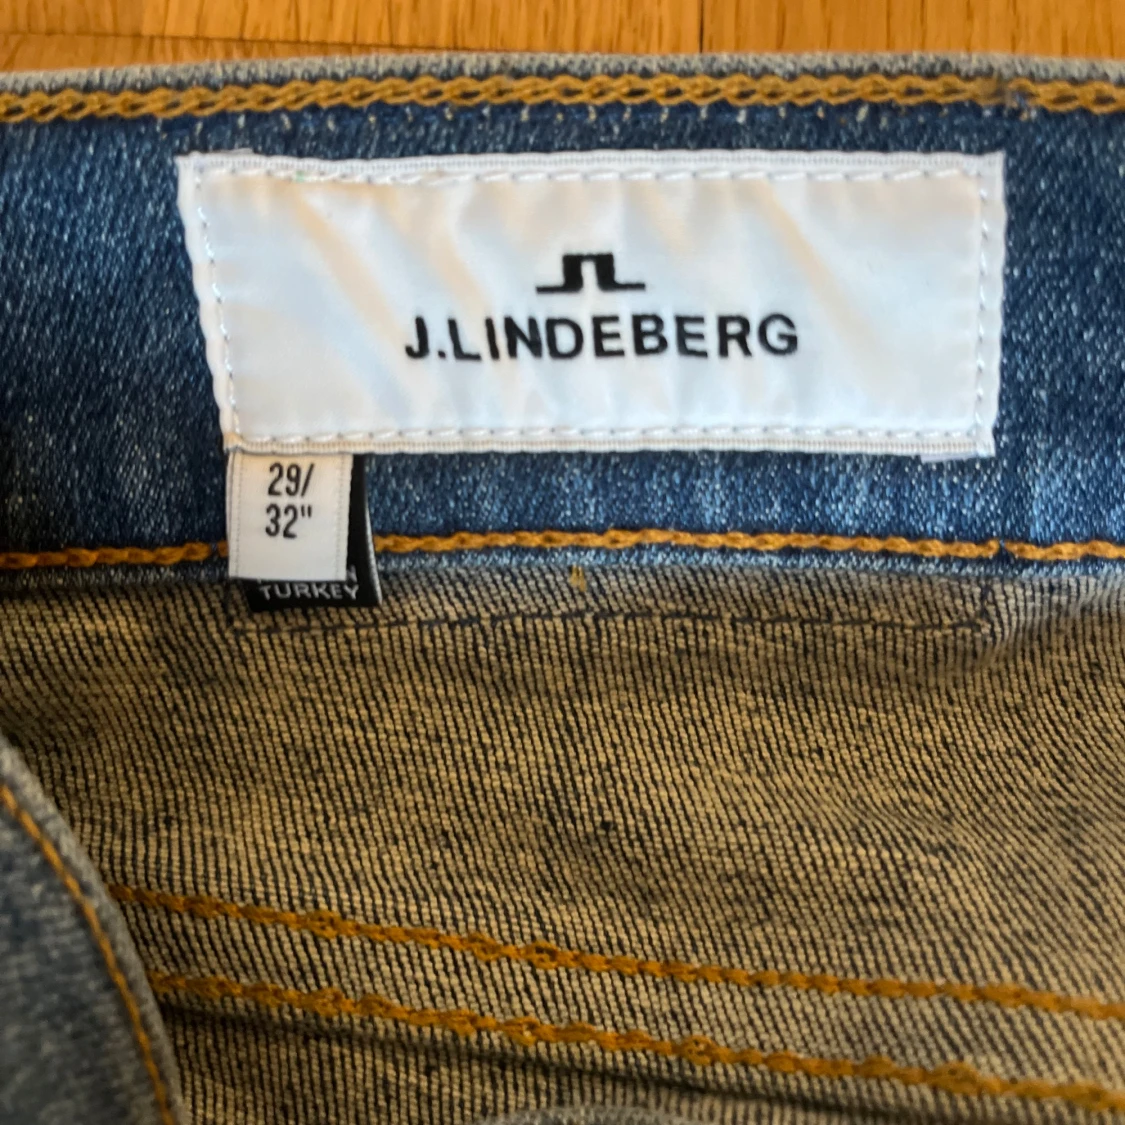 J.LINDEBERG
29/
32"
TURKEY